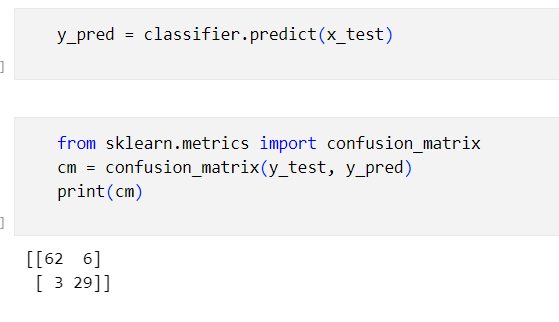 y_pred = classifier.predict(x_test)
]
from sklearn.metrics import confusion_matrix
cm = confusion_matrix(y_test, y_pred)
print(cm)
]
[[62  6]
 [ 3 29]]